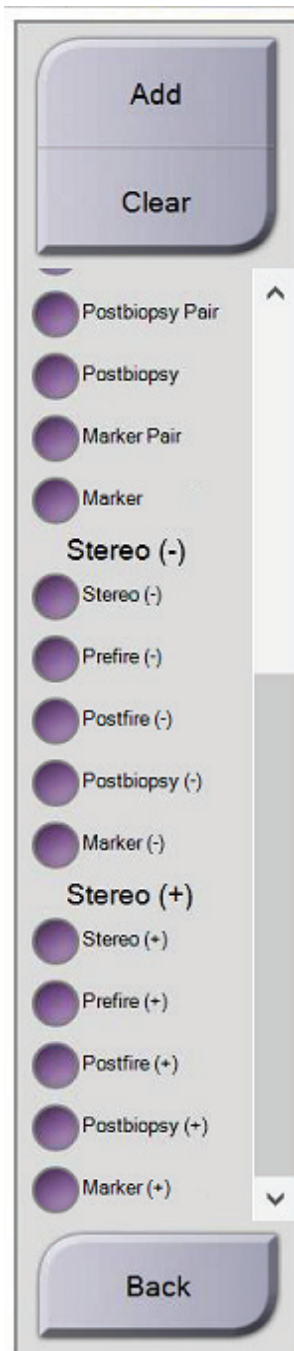 Add
Clear
Postbiopsy Pair
Postbiopsy
Marker Pair
Marker
Stereo (-)
Stereo (-)
Prefire (-)
Postfire (-)
Postbiopsy (-)
Marker (-)
Stereo (+)
Stereo (+)
Prefire (+)
Postfire (+)
Postbiopsy (+)
Marker (+)
Back